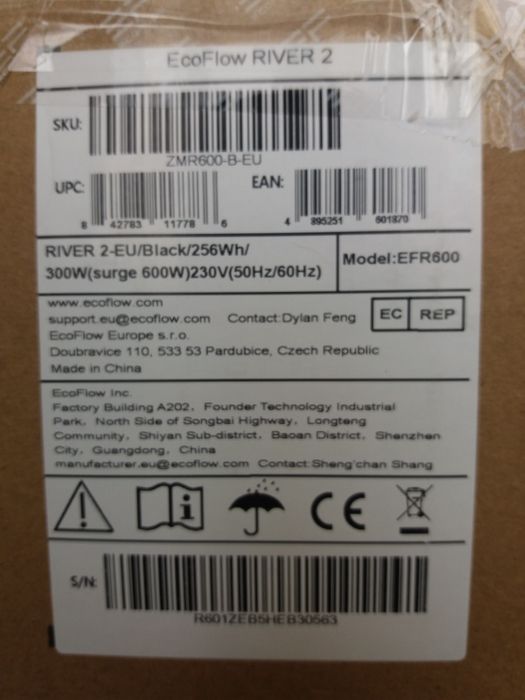 EcoFlow RIVER 2
SKU:
ZMR600-B-EU
UPC:
8 42783 11778 6
EAN:
4 895251 601870
RIVER 2-EU/Black/256Wh/
300W(surge 600W)230V(50Hz/60Hz)
Model:EFR600
www.ecoflow.com
support.eu@ecoflow.com Contact:Dylan Feng
EC REP
EcoFlow Europe s.r.o.
Doubravice 110, 533 53 Pardubice, Czech Republic
Made in China
EcoFlow Inc.
Factory Building A202, Founder Technology Industrial
Park, North Side of Songbai Highway, Longteng
Community, Shiyan Sub-district, Baoan District, Shenzhen
City, Guangdong, China
manufacturer.eu@ecoflow.com Contact:Sheng'chan Shang
CE
S/N:
R601ZEB5HEB30563